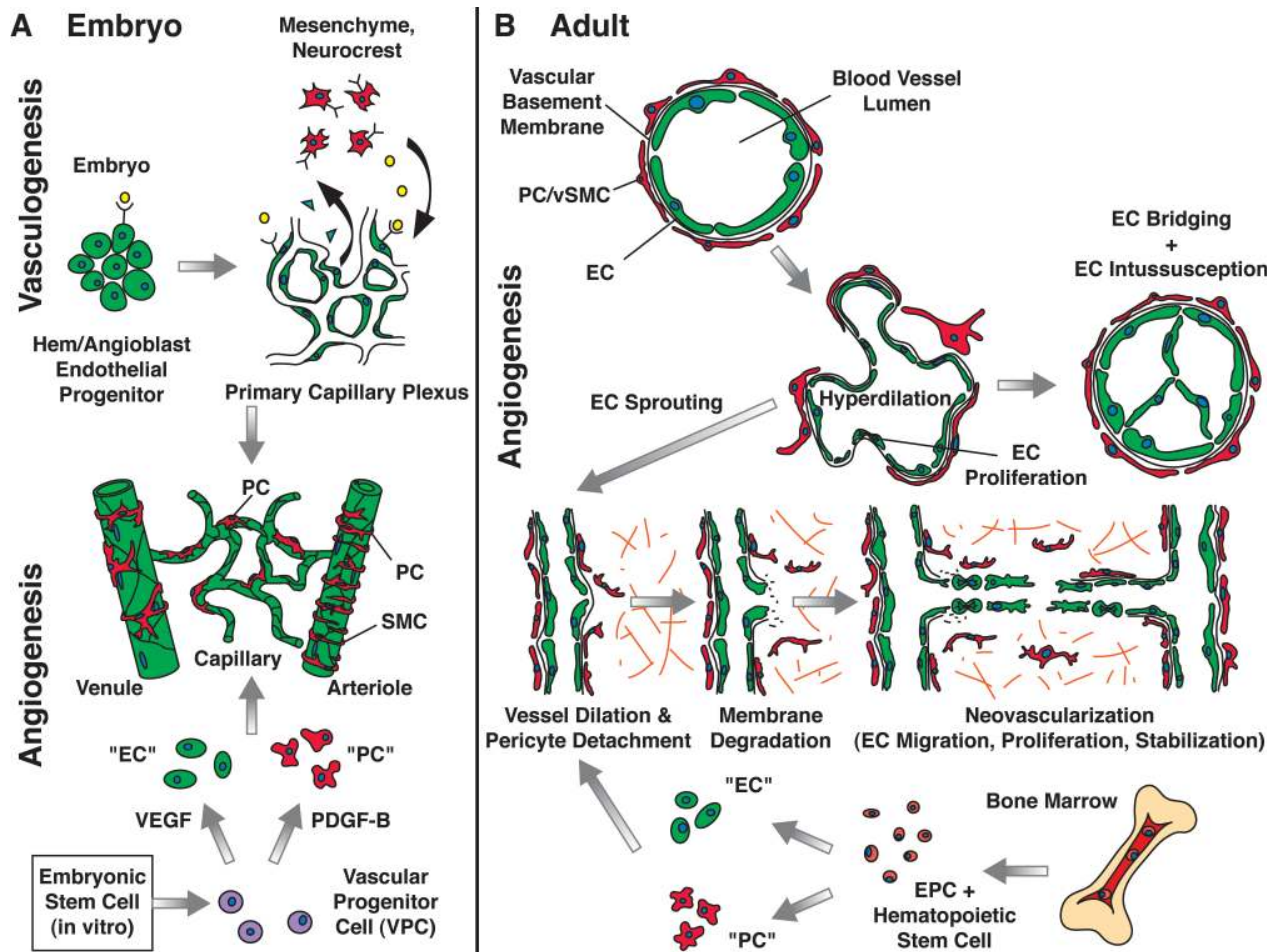 A Embryo
Vasculogenesis
Mesenchyme,
Neurocrest
Embryo
Hem/Angioblast
Endothelial
Progenitor
Primary Capillary Plexus
Angiogenesis
PC
PC
SMC
Capillary
Venule
Arteriole
"EC"
"PC"
VEGF
PDGF-B
Embryonic
Stem Cell
(in vitro)
Vascular
Progenitor
Cell (VPC)
B Adult
Angiogenesis
Vascular
Basement
Membrane
Blood Vessel
Lumen
PC/vSMC
EC
EC Bridging
+
EC Intussusception
EC Sprouting
Hyperdilation
EC
Proliferation
Vessel Dilation &
Pericyte Detachment
Membrane
Degradation
Neovascularization
(EC Migration, Proliferation, Stabilization)
"EC"
Bone Marrow
EPC +
Hematopoietic
Stem Cell
"PC"